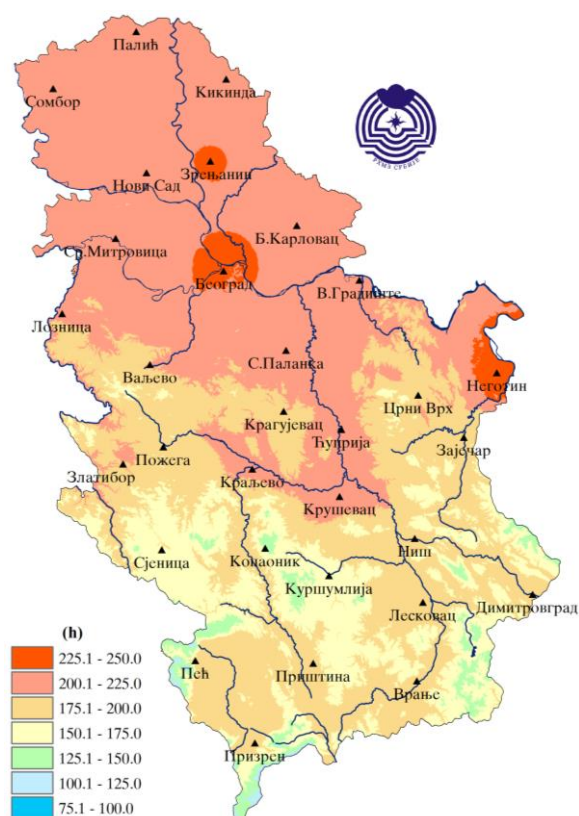 Палић
Сомбор
Кикинда
РХМЗ СРБИЈЕ
Зрењанин
Нови Сад
Б.Карловац
Ср.Митровица
Београд
В.Градиште
Лозница
С.Паланка
Неготин
Ваљево
Црни Врх
Крагујевац
Ћуприја
Зајечар
Пожега
Златибор
Краљево
Крушевац
Ниш
Сјеница
Копаоник
Куршумлија
Димитровград
Лесковац
(h)
225.1 - 250.0
200.1 - 225.0
175.1 - 200.0
150.1 - 175.0
125.1 - 150.0
100.1 - 125.0
75.1 - 100.0
Пећ
Приштина
Врање
Призрен